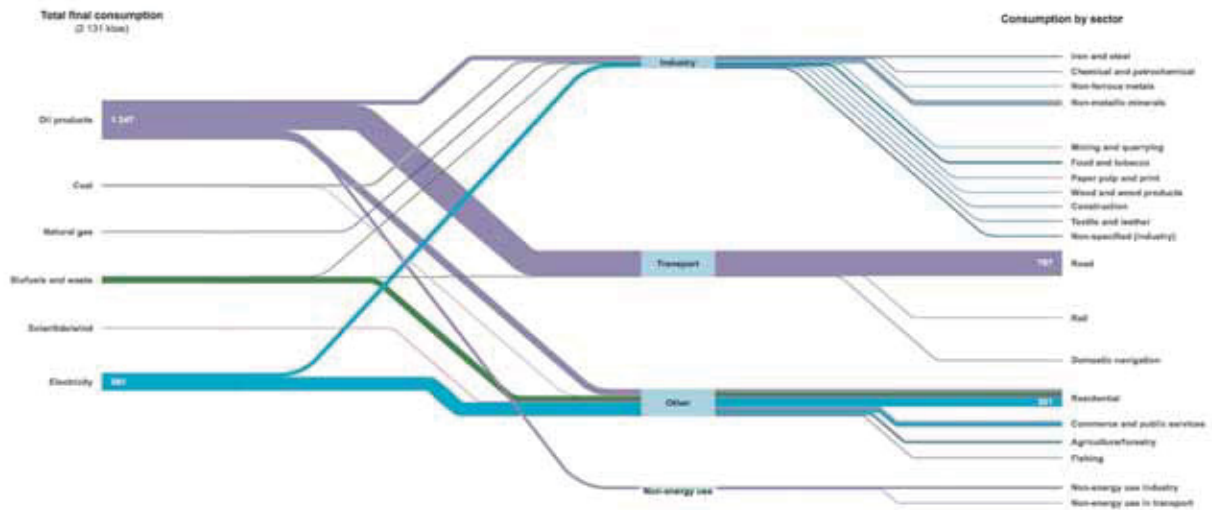 Total final consumption
Consumption by sector
(2 131 ktoe)
Iron and steel
Industry
Chemical and petrochemical
Non-ferrous metals
Non-metallic minerals
Oil products
Mining and quarrying
Food and tobacco
Paper pulp and print
Coal
Wood and wood products
Construction
Textile and leather
Natural gas
Non-specified (industry)
Transport
Road
Biofuels and waste
Rail
Solar/tide/wind
Domestic navigation
Electricity
Residential
Other
Commerce and public services
Agriculture/forestry
Fishing
Non-energy use
Non-energy use industry
Non-energy use in transport